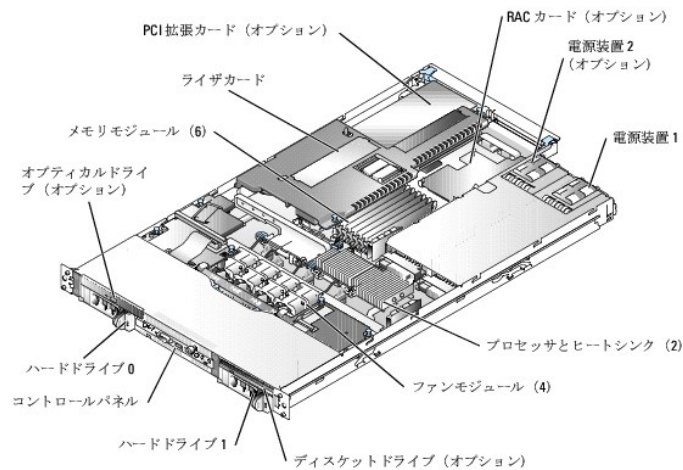 PCI 拡張カード（オプション）
RAC カード（オプション）
電源装置 2
（オプション）
ライザカード
電源装置 1
メモリモジュール（6）
オプティカルドライ
ブ（オプション）
プロセッサとヒートシンク（2）
ハードドライブ 0
ファンモジュール（4）
コントロールパネル
ハードドライブ 1
ディスケットドライブ（オプション）